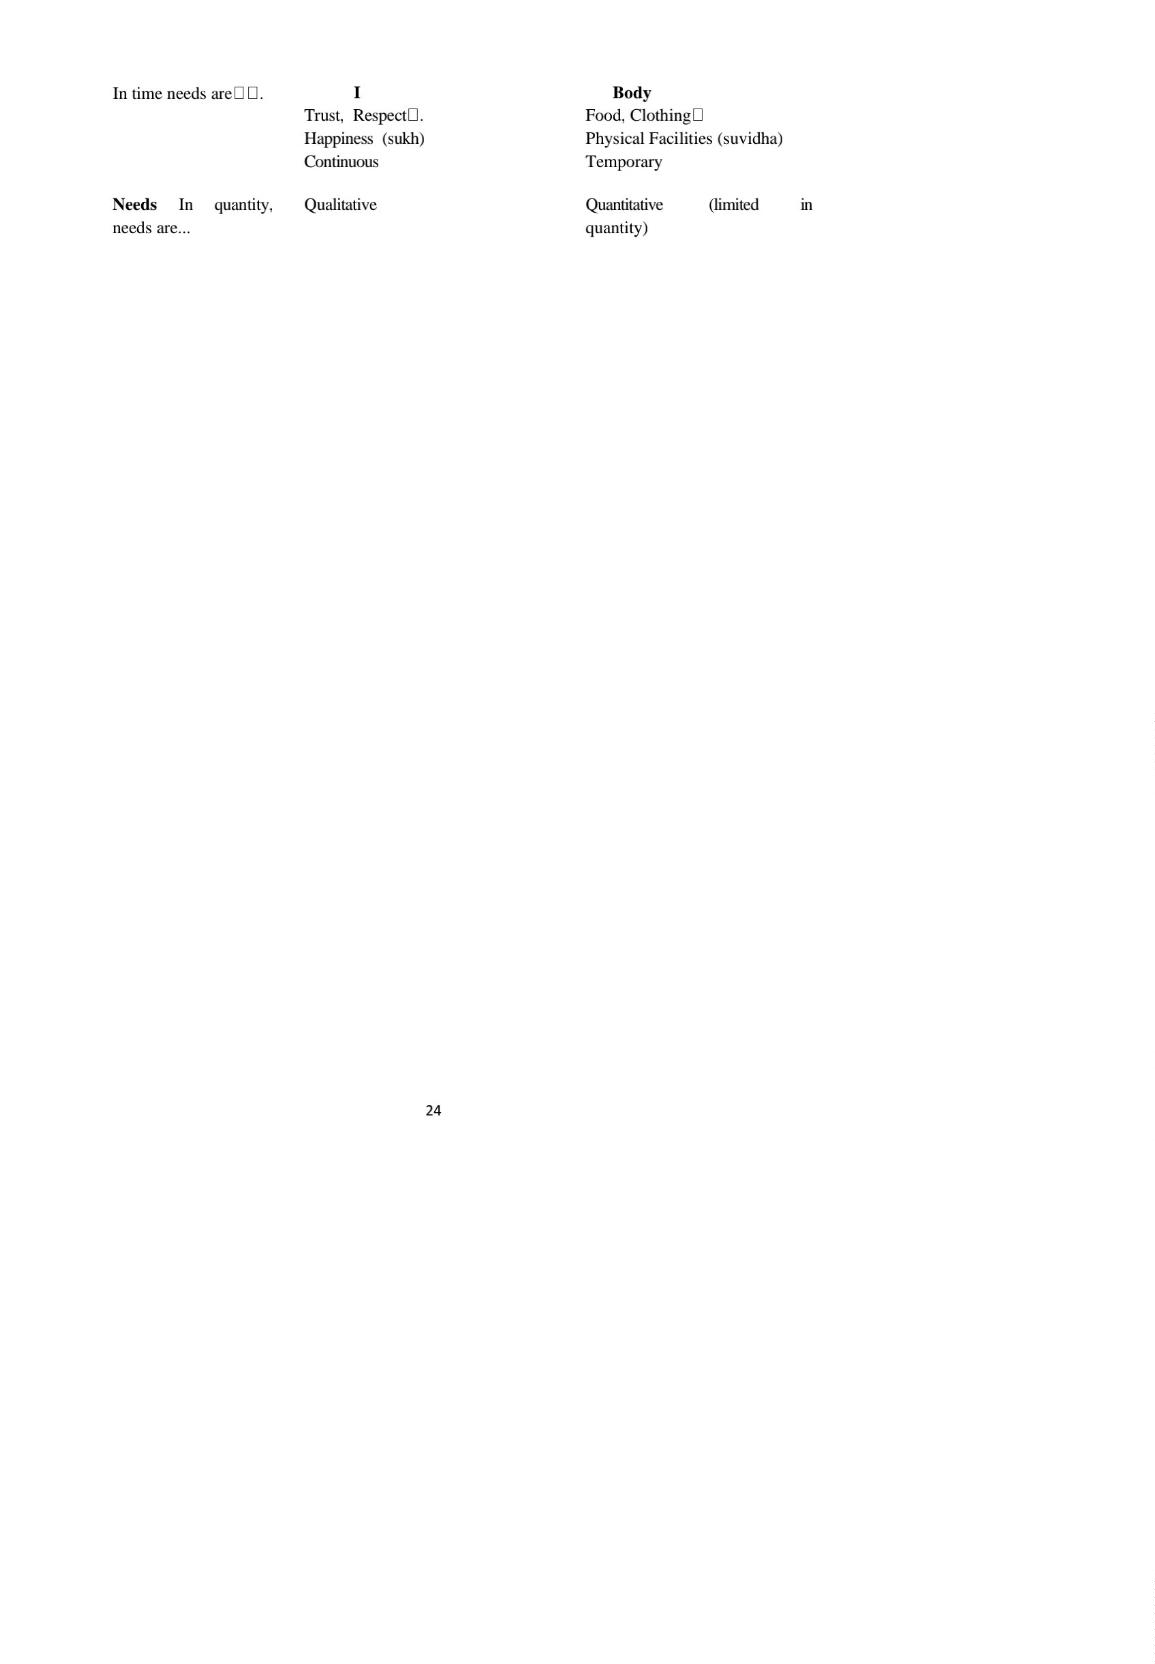 In time needs are□□. I Body
Trust, Respect□. Food, Clothing□
Happiness (sukh) Physical Facilities (suvidha)
Continuous Temporary
Needs In quantity, Qualitative Quantitative (limited in
needs are... quantity)
24